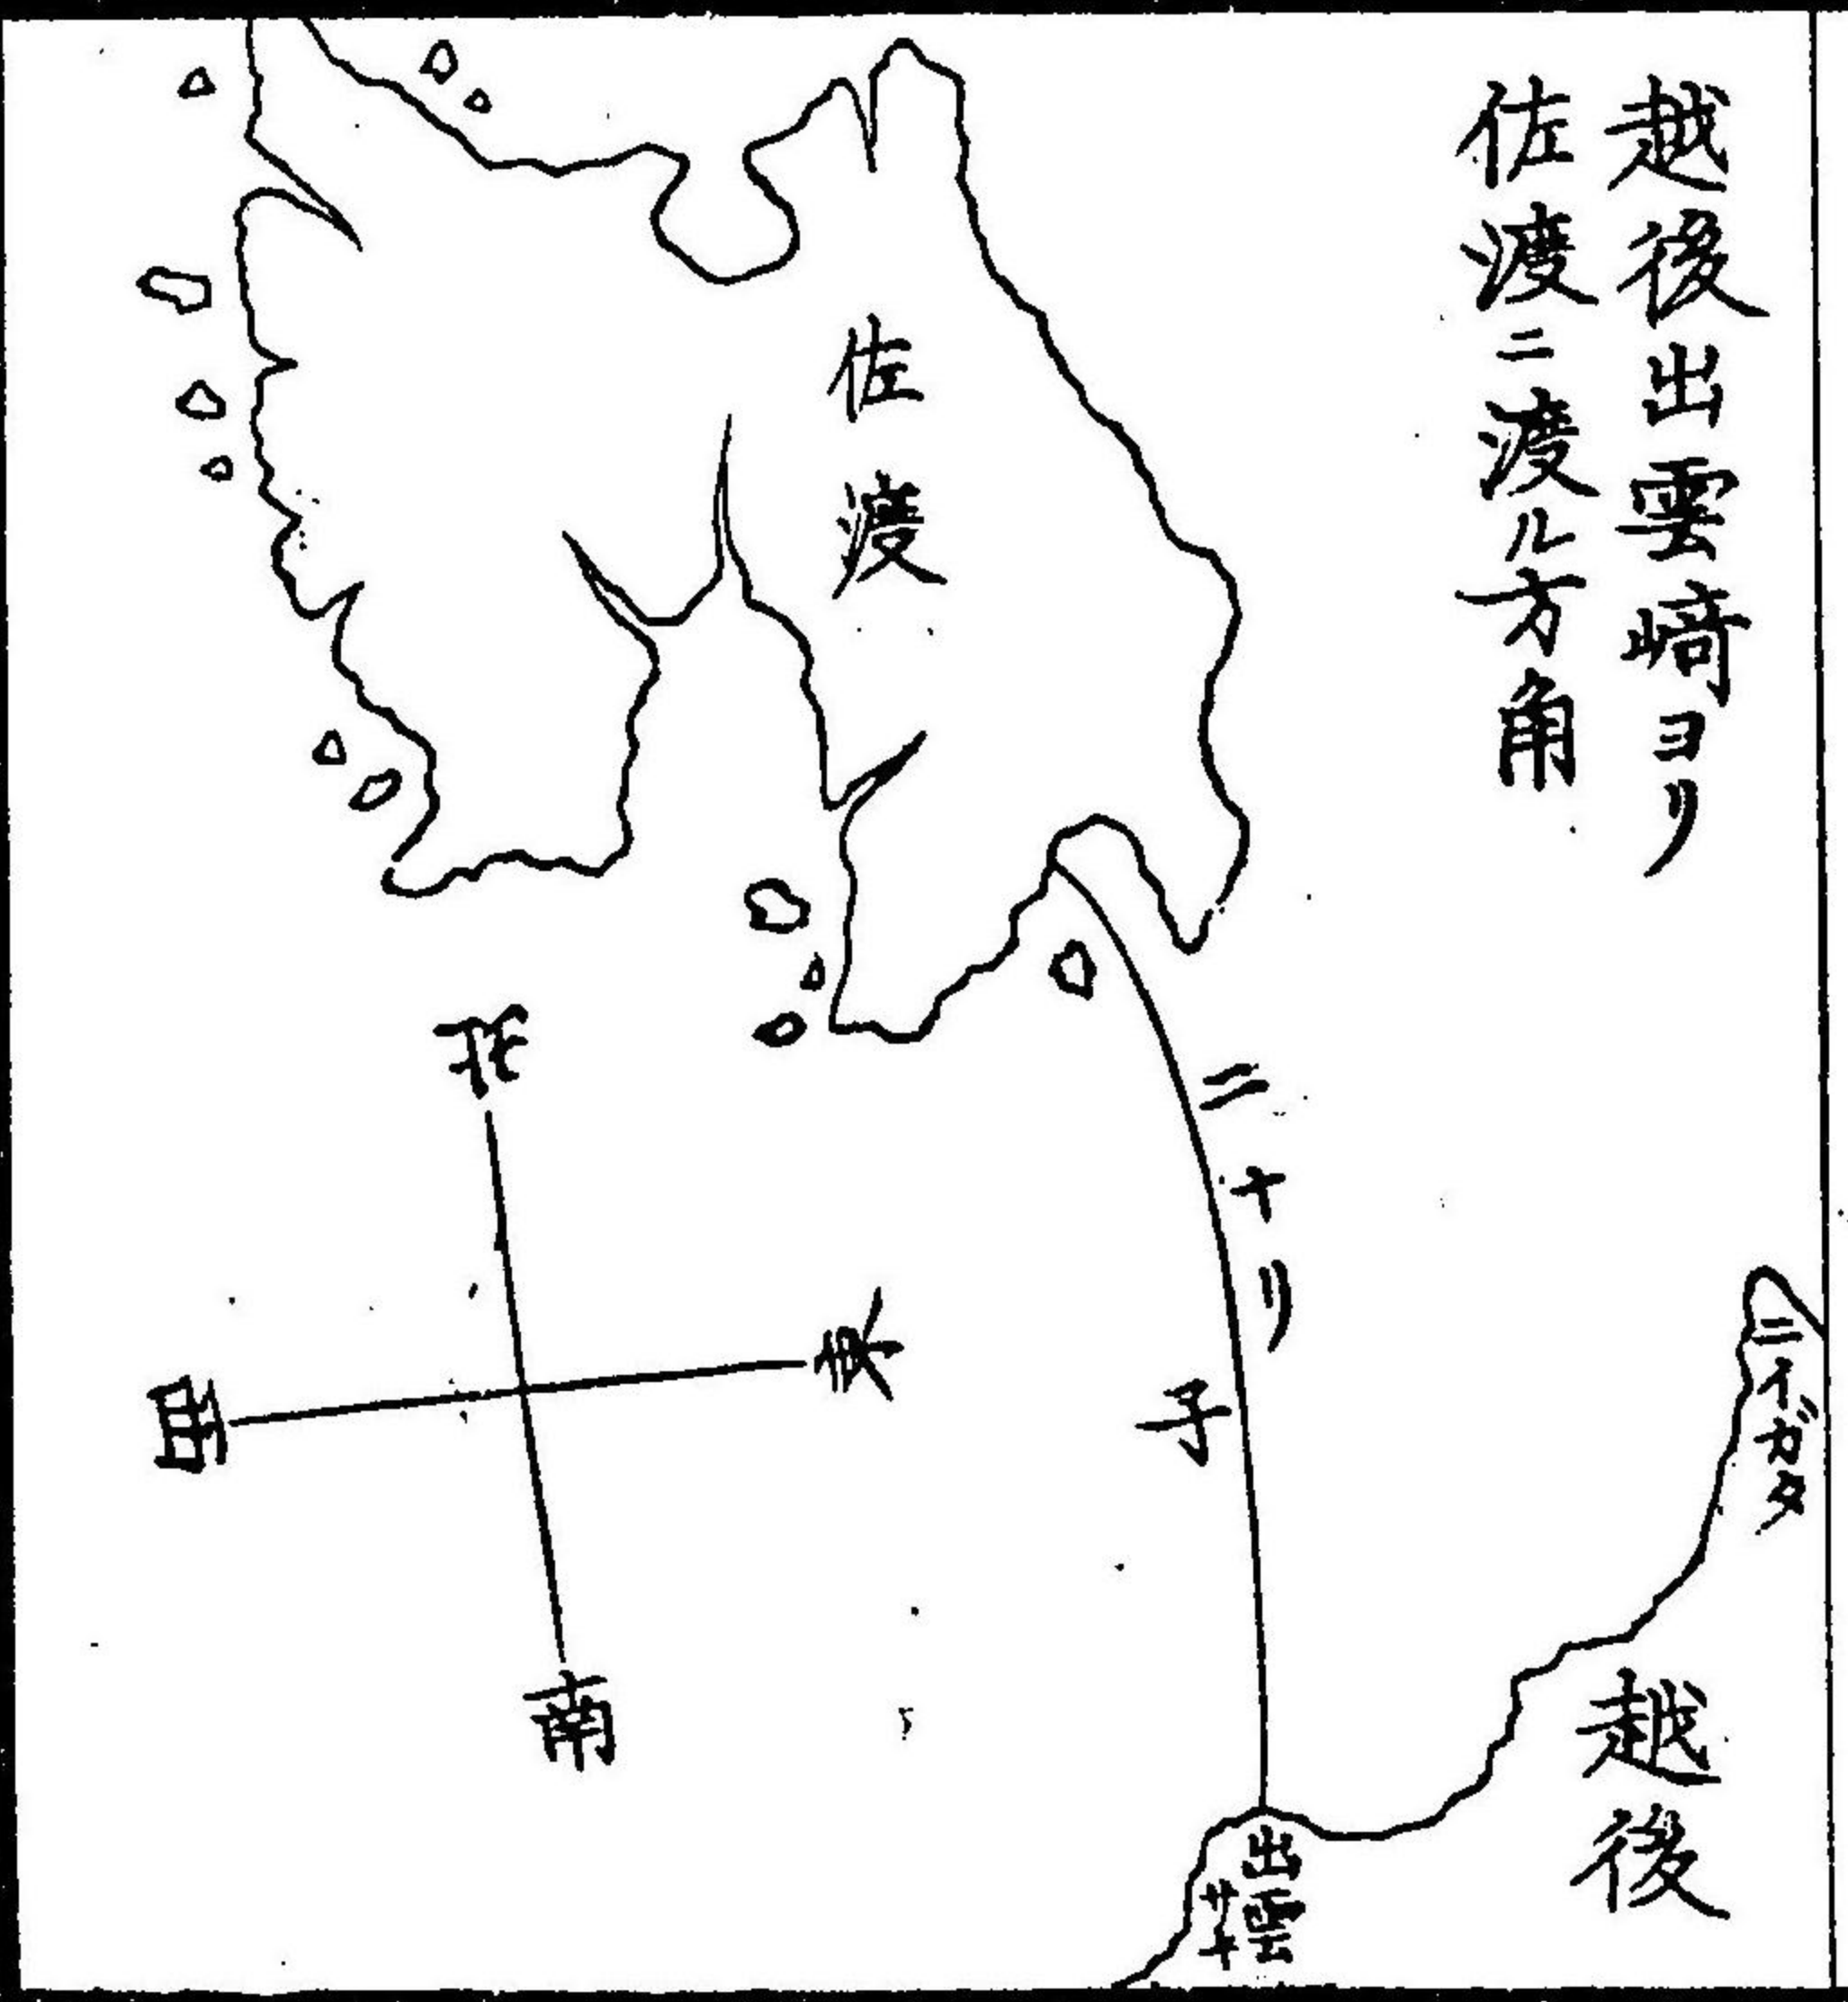 越後出雲﨑ヨリ
佐渡ニ渡ル方角
佐渡
二十リ
子
ニイガタ
越後
出雲
サキ
北
東
西
南